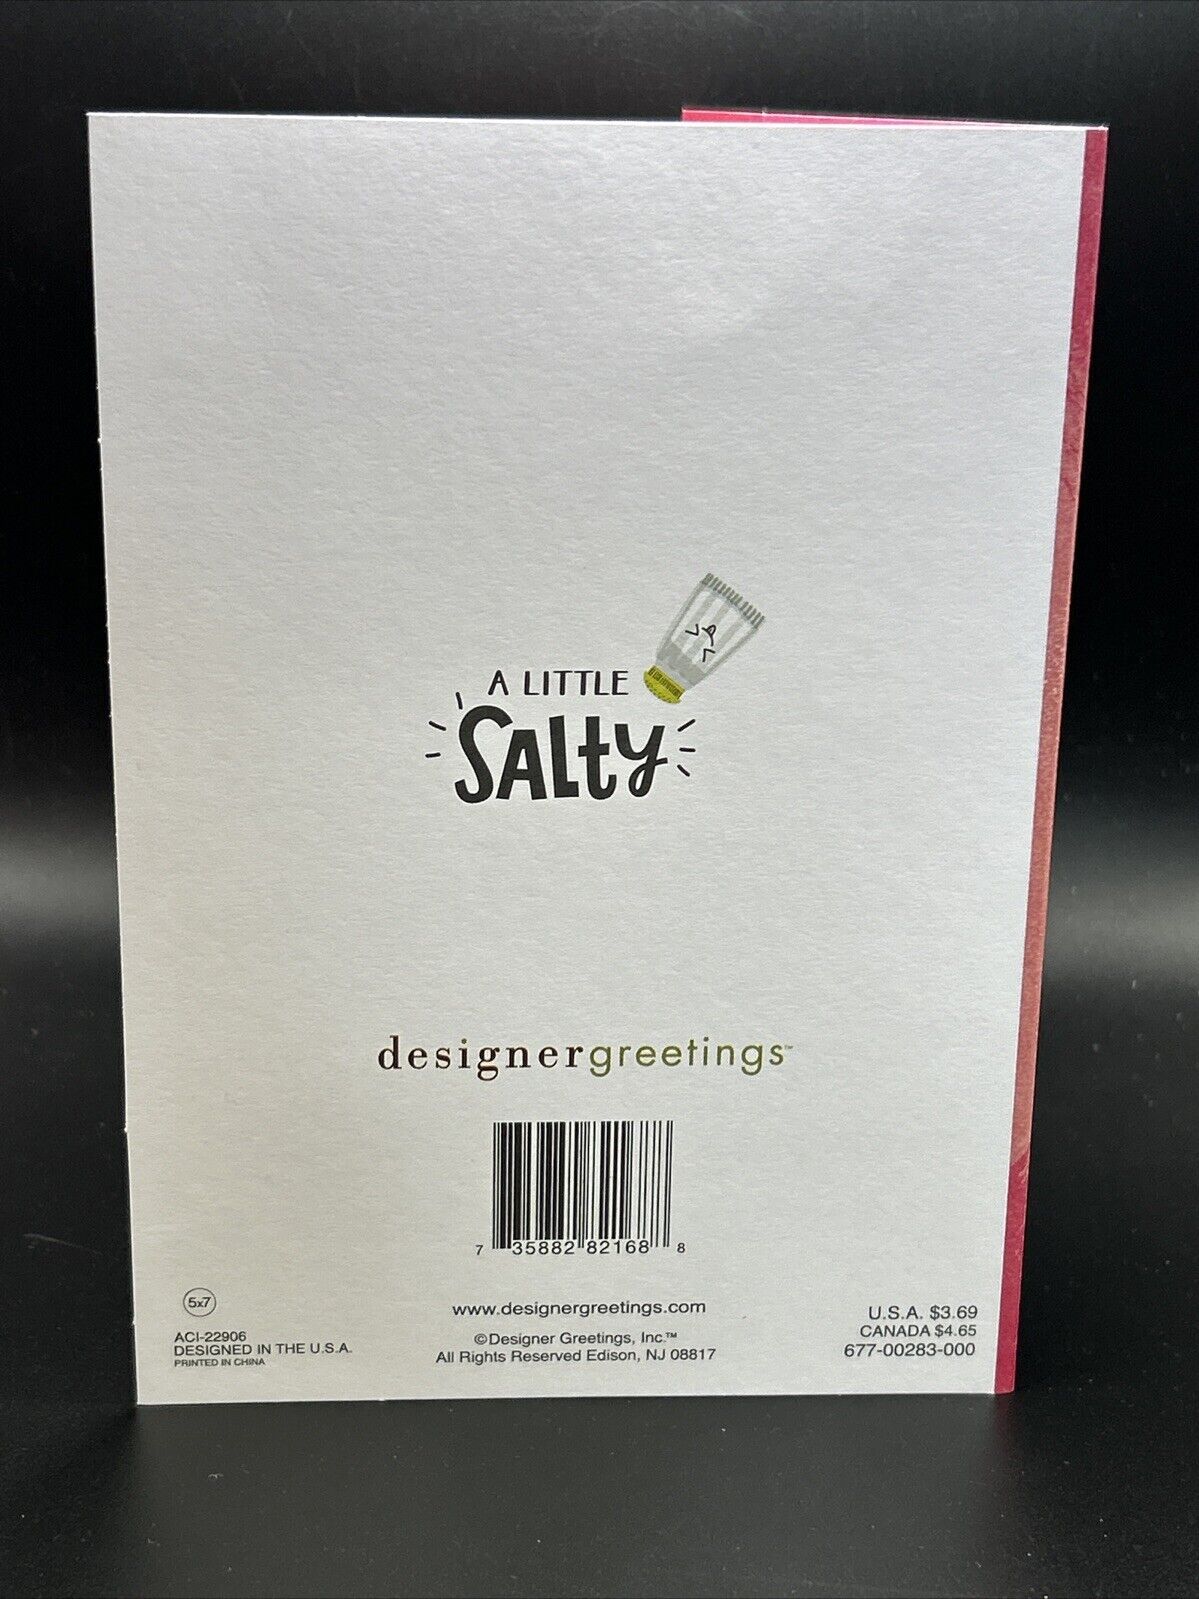 A LITTLE
SALty
designergreetings™
7 35882 82168 8
5x7
ACI-22906
DESIGNED IN THE U.S.A.
PRINTED IN CHINA
www.designergreetings.com
©Designer Greetings, Inc.™
All Rights Reserved Edison, NJ 08817
U.S.A. $3.69
CANADA $4.65
677-00283-000